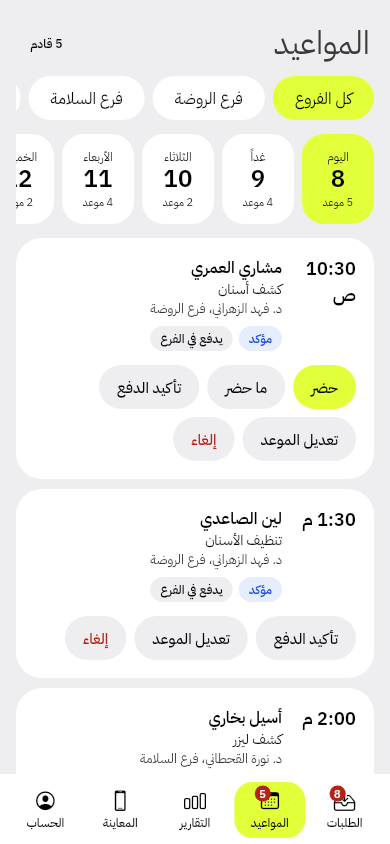 المواعيد
5 قادم
كل الفروع
فرع الروضة
فرع السلامة
اليوم
8
5 موعد
غداً
9
4 موعد
الثلاثاء
10
2 موعد
الأربعاء
11
4 موعد
10:30 ص
مشاري العمري
كشف أسنان
د. فهد الزهراني، فرع الروضة
مؤكد
يدفع في الفرع
حضر
ما حضر
تأكيد الدفع
تعديل الموعد
إلغاء
1:30 م
لين الصاعدي
تنظيف الأسنان
د. فهد الزهراني، فرع الروضة
مؤكد
يدفع في الفرع
تأكيد الدفع
تعديل الموعد
إلغاء
2:00 م
أسيل بخاري
كشف ليزر
د. نورة القحطاني، فرع السلامة
8
الطلبات
5
المواعيد
التقارير
المعاينة
الحساب